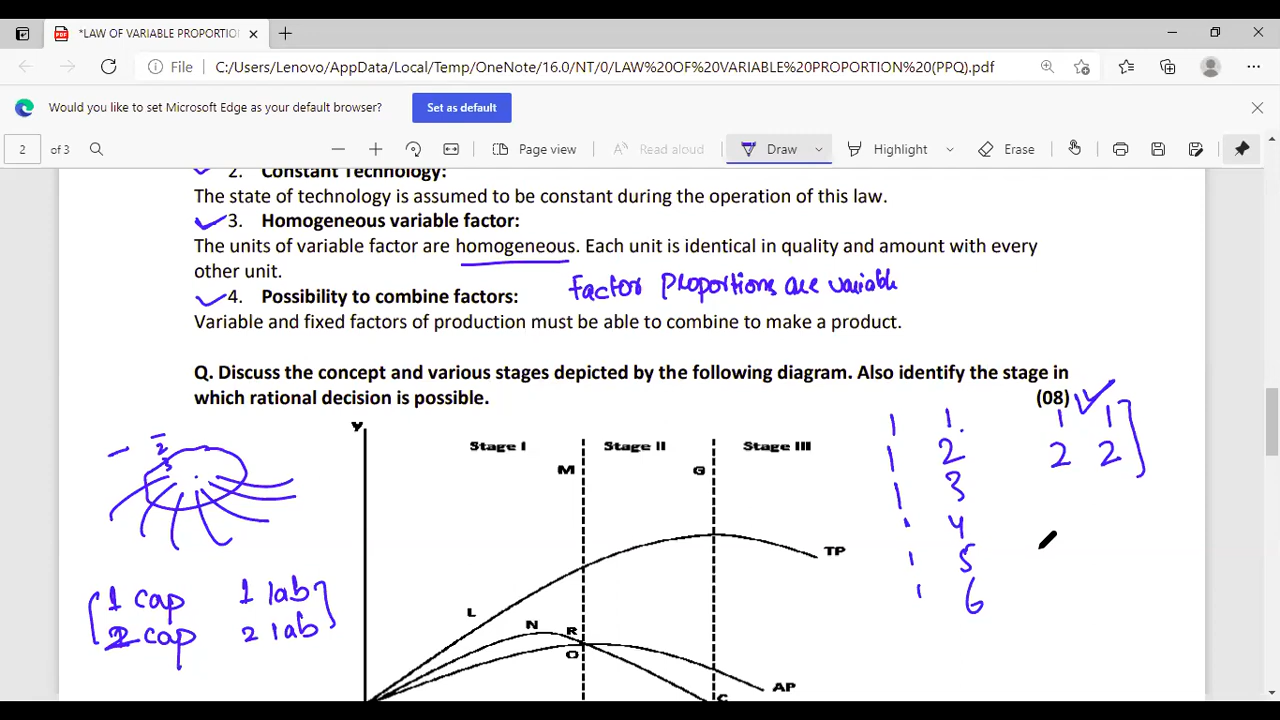 *LAW OF VARIABLE PROPORTION
File C:/Users/Lenovo/AppData/Local/Temp/OneNote/16.0/NT/0/LAW%20OF%20VARIABLE%20PROPORTION%20(PPQ).pdf
Would you like to set Microsoft Edge as your default browser? Set as default
2 of 3 Page view Read aloud Draw Highlight Erase
2. Constant Technology:
The state of technology is assumed to be constant during the operation of this law.
3. Homogeneous variable factor:
The units of variable factor are homogeneous. Each unit is identical in quality and amount with every
other unit.
factor proportions are variable
4. Possibility to combine factors:
Variable and fixed factors of production must be able to combine to make a product.
Q. Discuss the concept and various stages depicted by the following diagram. Also identify the stage in
which rational decision is possible. (08)
1 1. 1 1
Y Stage I Stage II Stage III
1 2 2 2
2
3
M G
1 3
1 4
TP
1 5
1 cap 1 lab
1 6
L
2 cap 2 lab
N R
O
AP
C